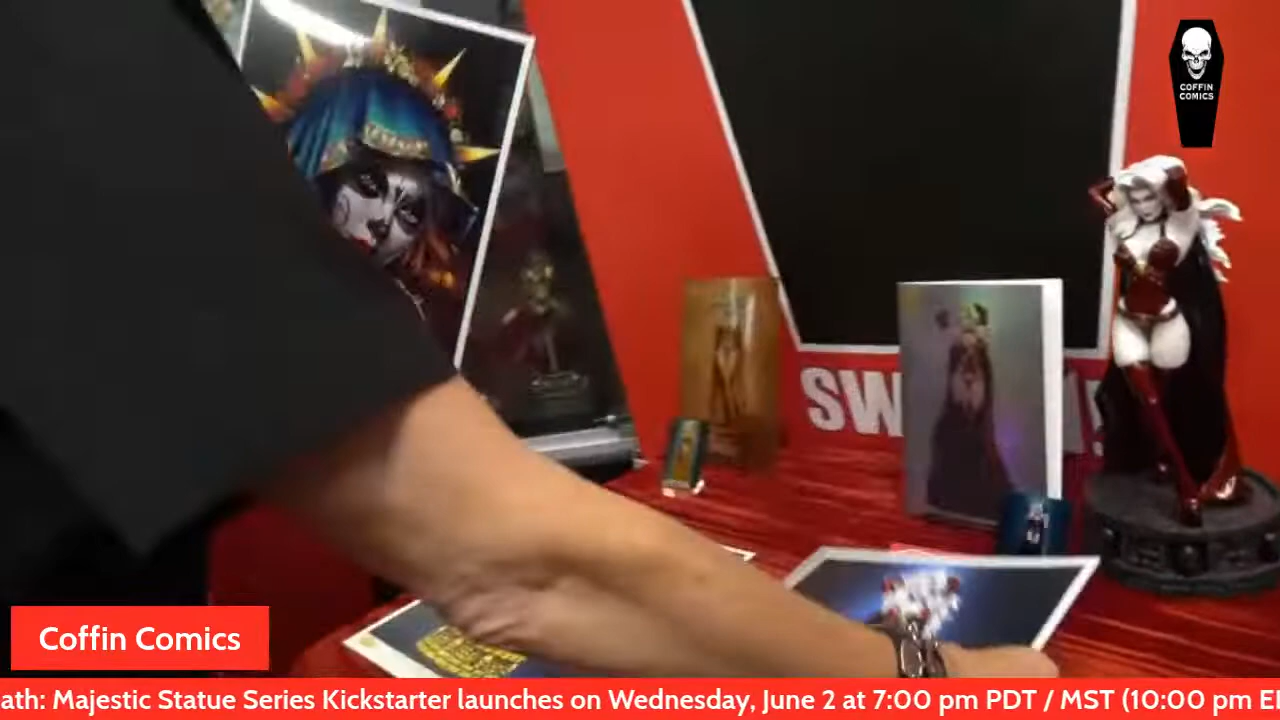 COFFIN
COMICS
SW
Coffin Comics
ath: Majestic Statue Series Kickstarter launches on Wednesday, June 2 at 7:00 pm PDT / MST (10:00 pm E